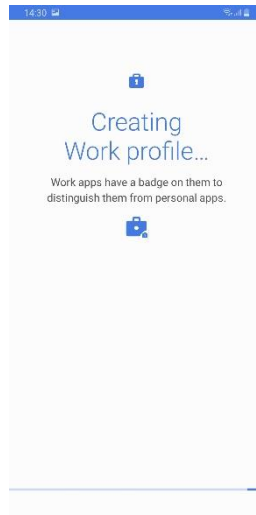 14:30
Creating
Work profile...
Work apps have a badge on them to
distinguish them from personal apps.